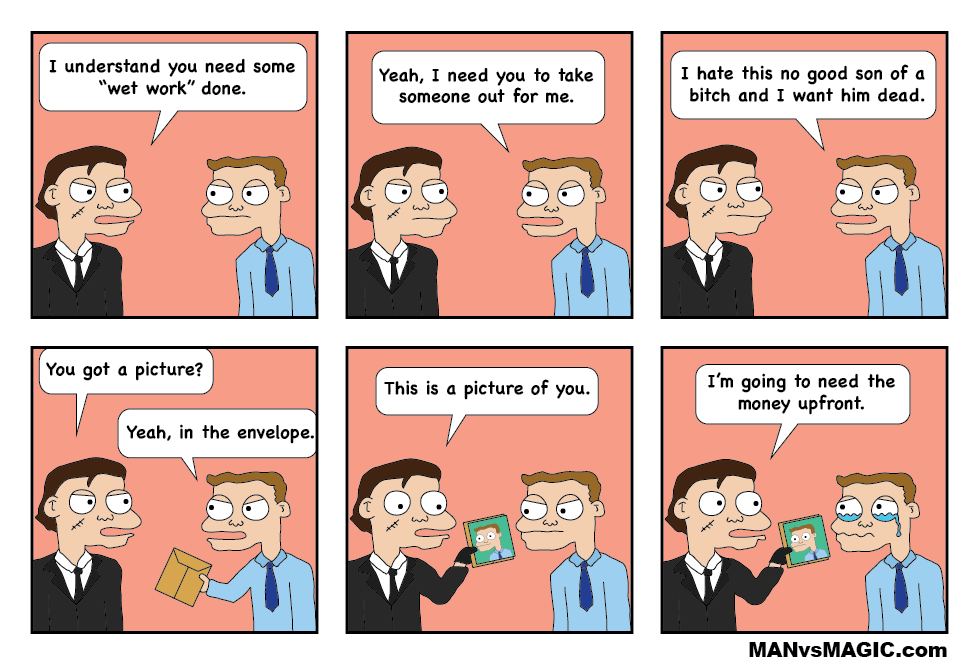 I understand you need some
“wet work” done.
Yeah, I need you to take
someone out for me.
I hate this no good son of a
bitch and I want him dead.
You got a picture?
Yeah, in the envelope.
This is a picture of you.
I’m going to need the
money upfront.
MANvsMAGIC.com